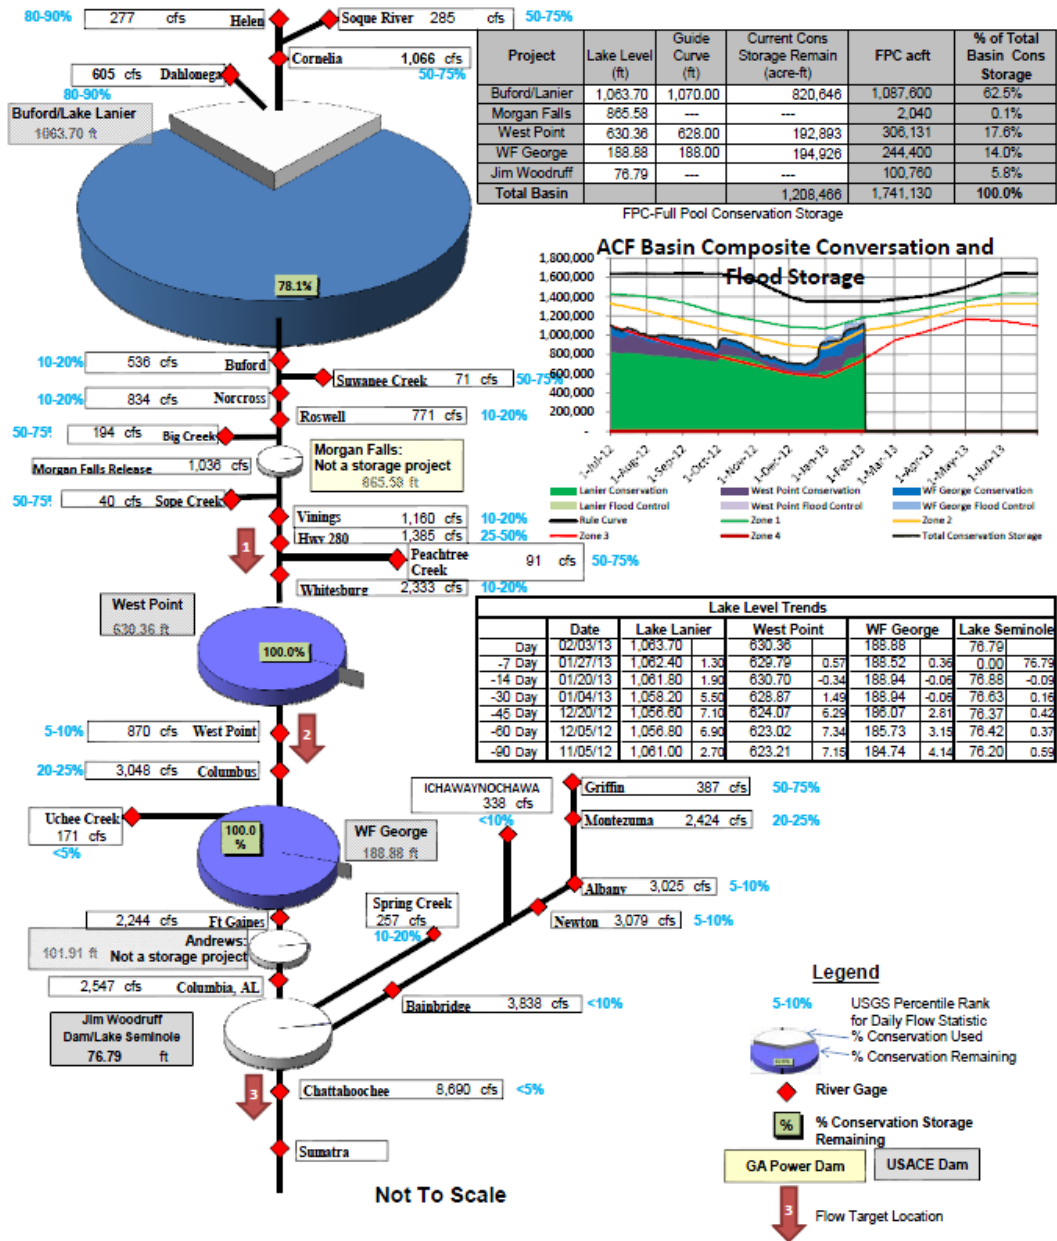 80-90% 277 cfs Helen
Soque River 285 cfs 50-75%
Cornelia 1,066 cfs
50-75%
605 cfs Dahlonega
80-90%
Buford/Lake Lanier
1063.70 ft
78.1%
Project Lake Level (ft) Guide Curve (ft) Current Cons Storage Remain (acre-ft) FPC acft % of Total Basin Cons Storage
Buford/Lanier 1,063.70 1,070.00 820,646 1,087,600 62.5%
Morgan Falls 865.58 --- --- 2,040 0.1%
West Point 630.36 628.00 192,893 306,131 17.6%
WF George 188.88 188.00 194,926 244,400 14.0%
Jim Woodruff 76.79 --- --- 100,760 5.8%
Total Basin 1,208,466 1,741,130 100.0%
FPC-Full Pool Conservation Storage
ACF Basin Composite Conversation and
Flood Storage
1,800,000
1,600,000
1,400,000
1,200,000
1,000,000
800,000
600,000
400,000
200,000
-
1-Jul-12 1-Aug-12 1-Sep-12 1-Oct-12 1-Nov-12 1-Dec-12 1-Jan-13 1-Feb-13 1-Mar-13 1-Apr-13 1-May-13 1-Jun-13
Lanier Conservation West Point Conservation WF George Conservation
Lanier Flood Control West Point Flood Control WF George Flood Control
Rule Curve Zone 1 Zone 2
Zone 3 Zone 4 Total Conservation Storage
10-20% 536 cfs Buford
Suwanee Creek 71 cfs 50-75%
10-20% 834 cfs Norcross
Roswell 771 cfs 10-20%
50-75% 194 cfs Big Creek
Morgan Falls:
Not a storage project
865.58 ft
Morgan Falls Release 1,036 cfs
50-75% 40 cfs Sope Creek
Vinings 1,160 cfs 10-20%
Hwy 280 1,385 cfs 25-50%
1
Peachtree
Creek 91 cfs 50-75%
Whitesburg 2,333 cfs 10-20%
West Point
630.36 ft
100.0%
Lake Level Trends
Date Lake Lanier West Point WF George Lake Seminole
Day 02/03/13 1,063.70 630.36 188.88 76.79
-7 Day 01/27/13 1,062.40 1.30 629.79 0.57 188.52 0.36 0.00 76.79
-14 Day 01/20/13 1,061.80 1.90 630.70 -0.34 188.94 -0.06 76.88 -0.09
-30 Day 01/04/13 1,058.20 5.50 628.87 1.49 188.94 -0.06 76.63 0.16
-45 Day 12/20/12 1,056.60 7.10 624.07 6.29 186.07 2.81 76.37 0.42
-60 Day 12/05/12 1,056.80 6.90 623.02 7.34 185.73 3.15 76.42 0.37
-90 Day 11/05/12 1,061.00 2.70 623.21 7.15 184.74 4.14 76.20 0.59
5-10% 870 cfs West Point
2
20-25% 3,048 cfs Columbus
ICHAWAYNOCHAWA
338 cfs
<10%
Griffin 387 cfs 50-75%
Montezuma 2,424 cfs 20-25%
Uchee Creek
171 cfs
<5%
100.0
%
WF George
188.88 ft
Albany 3,025 cfs 5-10%
Newton 3,079 cfs 5-10%
Spring Creek
257 cfs
10-20%
2,244 cfs Ft Gaines
Andrews:
101.91 ft Not a storage project
2,547 cfs Columbia, AL
Bainbridge 3,838 cfs <10%
Jim Woodruff
Dam/Lake Seminole
76.79 ft
3
Chattahoochee 8,690 cfs <5%
Sumatra
Not To Scale
Legend
5-10% USGS Percentile Rank
for Daily Flow Statistic
% Conservation Used
% Conservation Remaining
River Gage
% % Conservation Storage
Remaining
GA Power Dam USACE Dam
3 Flow Target Location